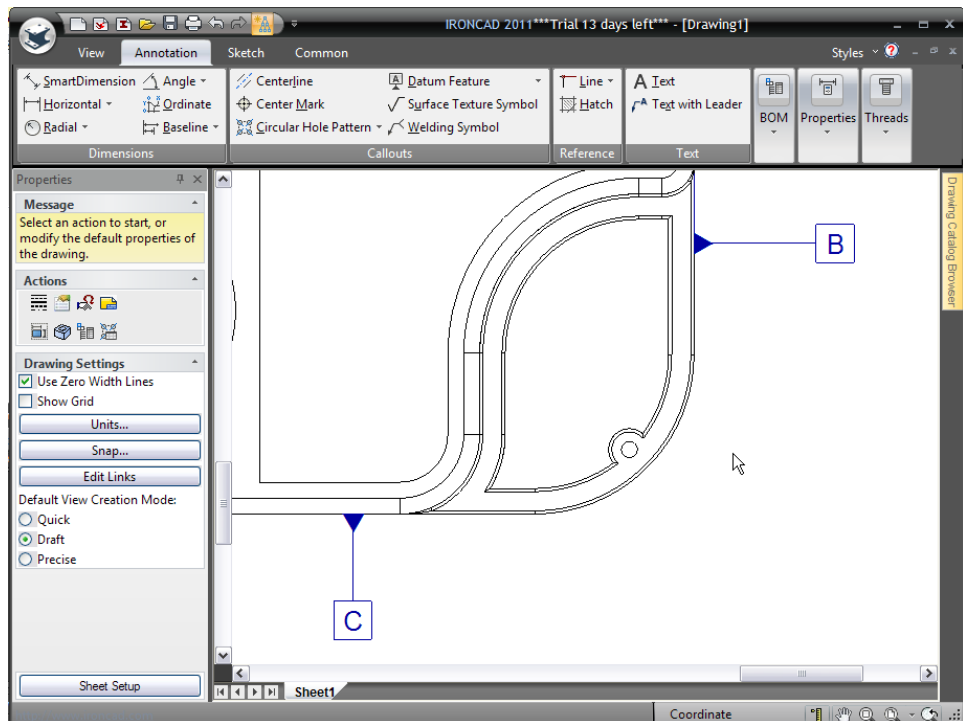 IRONCAD 2011***Trial 13 days left*** - [Drawing1]
View Annotation Sketch Common Styles
SmartDimension Angle Centerline Datum Feature Line A Text
Horizontal Ordinate Center Mark Surface Texture Symbol Hatch Text with Leader
Radial Baseline Circular Hole Pattern Welding Symbol BOM Properties Threads
Dimensions Callouts Reference Text
Properties
Message
Select an action to start, or
modify the default properties of
the drawing.
Actions
Drawing Settings
Use Zero Width Lines
Show Grid
Units...
Snap...
Edit Links
Default View Creation Mode:
Quick
Draft
Precise
Sheet Setup
B
C
Drawing Catalog Browser
Sheet1
Coordinate